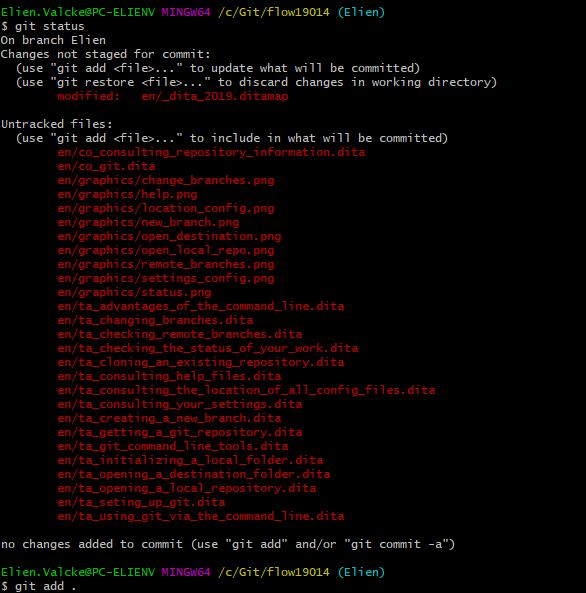 Elien.Valcke@PC-ELIENV MINGW64 /c/Git/flow19014 (Elien)
$ git status
On branch Elien
Changes not staged for commit:
  (use "git add <file>..." to update what will be committed)
  (use "git restore <file>..." to discard changes in working directory)
        modified:   en/_dita_2019.ditamap

Untracked files:
  (use "git add <file>..." to include in what will be committed)
        en/co_consulting_repository_information.dita
        en/co_git.dita
        en/graphics/change_branches.png
        en/graphics/help.png
        en/graphics/location_config.png
        en/graphics/new_branch.png
        en/graphics/open_destination.png
        en/graphics/open_local_repo.png
        en/graphics/remote_branches.png
        en/graphics/settings_config.png
        en/graphics/status.png
        en/ta_advantages_of_the_command_line.dita
        en/ta_changing_branches.dita
        en/ta_checking_remote_branches.dita
        en/ta_checking_the_status_of_your_work.dita
        en/ta_cloning_an_existing_repository.dita
        en/ta_consulting_help_files.dita
        en/ta_consulting_the_location_of_all_config_files.dita
        en/ta_consulting_your_settings.dita
        en/ta_creating_a_new_branch.dita
        en/ta_getting_a_git_repository.dita
        en/ta_git_command_line_tools.dita
        en/ta_initializing_a_local_folder.dita
        en/ta_opening_a_destination_folder.dita
        en/ta_opening_a_local_repository.dita
        en/ta_seting_up_git.dita
        en/ta_using_git_via_the_command_line.dita

no changes added to commit (use "git add" and/or "git commit -a")

Elien.Valcke@PC-ELIENV MINGW64 /c/Git/flow19014 (Elien)
$ git add .